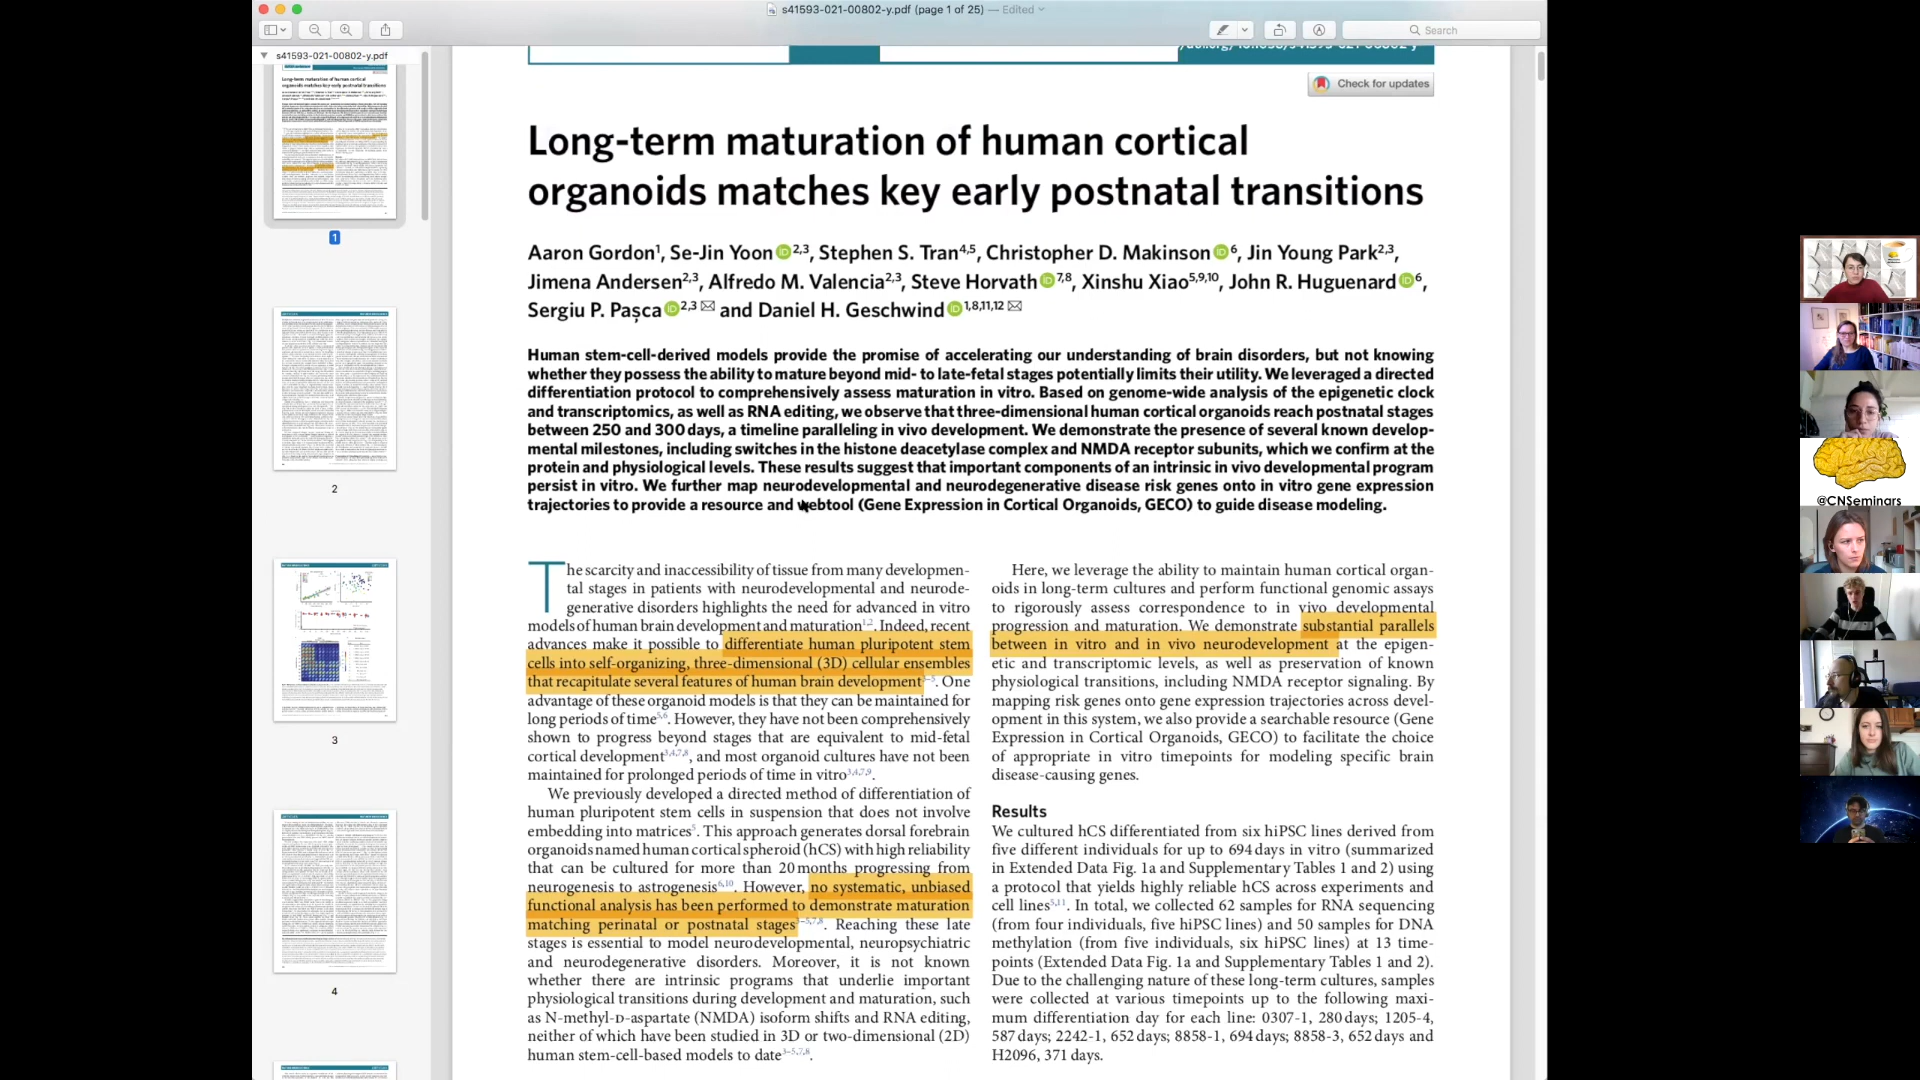 s41593-021-00802-y.pdf (page 1 of 25) — Edited
Search
s41593-021-00802-y.pdf
1
2
3
4
Check for updates
Long-term maturation of human cortical
organoids matches key early postnatal transitions
Aaron Gordon1, Se-Jin Yoon 2,3, Stephen S. Tran4,5, Christopher D. Makinson 6, Jin Young Park2,3,
Jimena Andersen2,3, Alfredo M. Valencia2,3, Steve Horvath 7,8, Xinshu Xiao5,9,10, John R. Huguenard 6,
Sergiu P. Pașca 2,3 ✉ and Daniel H. Geschwind 1,8,11,12 ✉
Human stem-cell-derived models provide the promise of accelerating our understanding of brain disorders, but not knowing
whether they possess the ability to mature beyond mid- to late-fetal stages potentially limits their utility. We leveraged a directed
differentiation protocol to comprehensively assess maturation in vitro. Based on genome-wide analysis of the epigenetic clock
and transcriptomics, as well as RNA editing, we observe that three-dimensional human cortical organoids reach postnatal stages
between 250 and 300 days, a timeline paralleling in vivo development. We demonstrate the presence of several known develop-
mental milestones, including switches in the histone deacetylase complex and NMDA receptor subunits, which we confirm at the
protein and physiological levels. These results suggest that important components of an intrinsic in vivo developmental program
persist in vitro. We further map neurodevelopmental and neurodegenerative disease risk genes onto in vitro gene expression
trajectories to provide a resource and webtool (Gene Expression in Cortical Organoids, GECO) to guide disease modeling.
The scarcity and inaccessibility of tissue from many developmen-
tal stages in patients with neurodevelopmental and neurode-
generative disorders highlights the need for advanced in vitro
models of human brain development and maturation1,2. Indeed, recent
advances make it possible to differentiate human pluripotent stem
cells into self-organizing, three-dimensional (3D) cellular ensembles
that recapitulate several features of human brain development3–5. One
advantage of these organoid models is that they can be maintained for
long periods of time5,6. However, they have not been comprehensively
shown to progress beyond stages that are equivalent to mid-fetal
cortical development3,4,7,8, and most organoid cultures have not been
maintained for prolonged periods of time in vitro3,4,7,9.
We previously developed a directed method of differentiation of
human pluripotent stem cells in suspension that does not involve
embedding into matrices5. This approach generates dorsal forebrain
organoids named human cortical spheroid (hCS) with high reliability
that can be cultured for more than 20 months progressing from
neurogenesis to astrogenesis6,10. However, no systematic, unbiased
functional analysis has been performed to demonstrate maturation
matching perinatal or postnatal stages3–5,7,8. Reaching these late
stages is essential to model neurodevelopmental, neuropsychiatric
and neurodegenerative disorders. Moreover, it is not known
whether there are intrinsic programs that underlie important
physiological transitions during development and maturation, such
as N-methyl-D-aspartate (NMDA) isoform shifts and RNA editing,
neither of which have been studied in 3D or two-dimensional (2D)
human stem-cell-based models to date3–5,7,8.
Here, we leverage the ability to maintain human cortical organ-
oids in long-term cultures and perform functional genomic assays
to rigorously assess correspondence to in vivo developmental
progression and maturation. We demonstrate substantial parallels
between in vitro and in vivo neurodevelopment at the epigen-
etic and transcriptomic levels, as well as preservation of known
physiological transitions, including NMDA receptor signaling. By
mapping risk genes onto gene expression trajectories across devel-
opment in this system, we also provide a searchable resource (Gene
Expression in Cortical Organoids, GECO) to facilitate the choice
of appropriate in vitro timepoints for modeling specific brain
disease-causing genes.
Results
We cultured hCS differentiated from six hiPSC lines derived from
five different individuals for up to 694 days in vitro (summarized
in Extended Data Fig. 1a and Supplementary Tables 1 and 2) using
a protocol that yields highly reliable hCS across experiments and
cell lines5,11. In total, we collected 62 samples for RNA sequencing
(from four individuals, five hiPSC lines) and 50 samples for DNA
methylation (from five individuals, six hiPSC lines) at 13 time-
points (Extended Data Fig. 1a and Supplementary Tables 1 and 2).
Due to the challenging nature of these long-term cultures, samples
were collected at various timepoints up to the following maxi-
mum differentiation day for each line: 0307-1, 280 days; 1205-4,
587 days; 2242-1, 652 days; 8858-1, 694 days; 8858-3, 652 days and
H2096, 371 days.
@CNSeminars